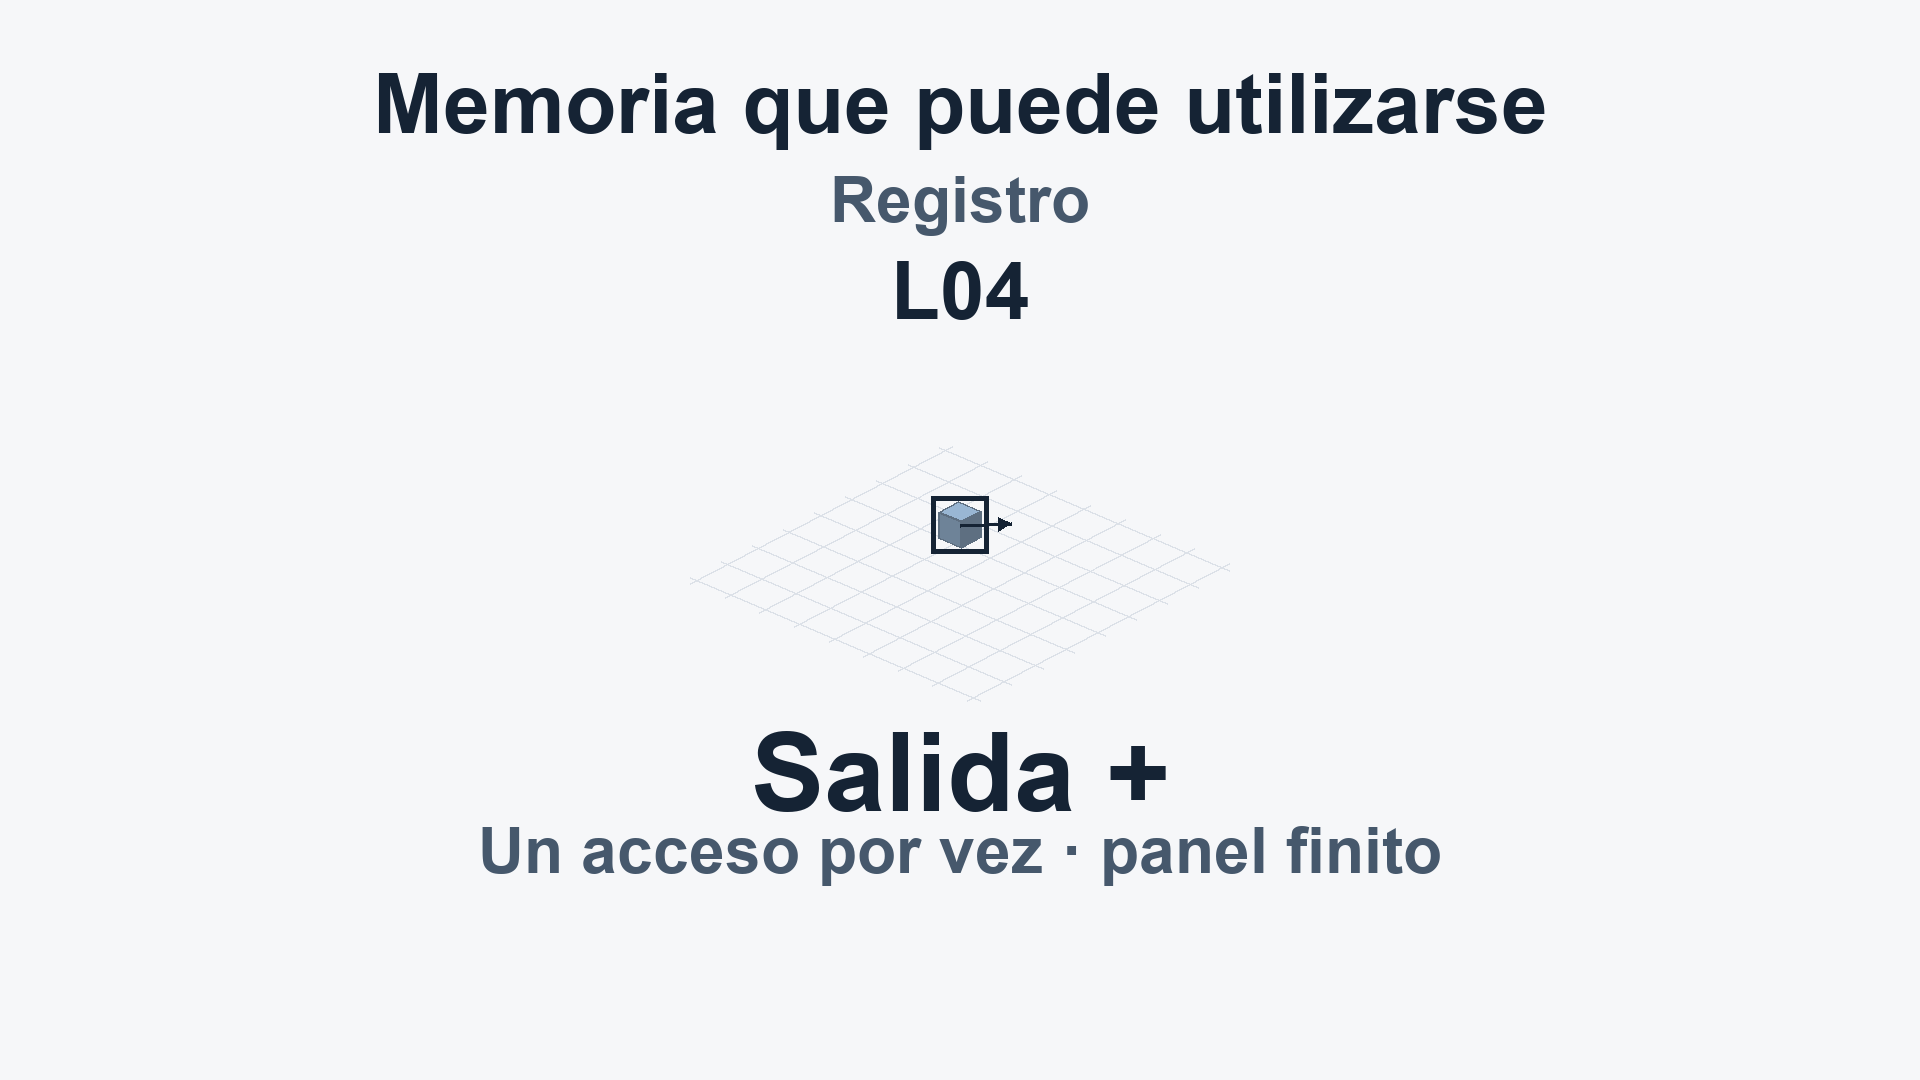 Memoria que puede utilizarse
Registro
L04
Salida +
Un acceso por vez · panel finito